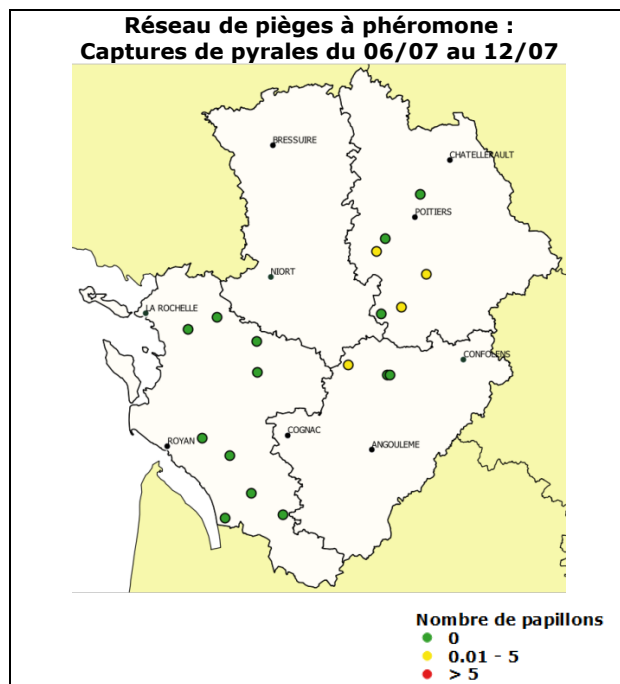 Réseau de pièges à phéromone :
Captures de pyrales du 06/07 au 12/07
BRESSUIRE
CHATELLERAULT
POITIERS
NIORT
LA ROCHELLE
CONFOLENS
ROYAN
COGNAC
ANGOULEME
Nombre de papillons
0
0.01 - 5
> 5